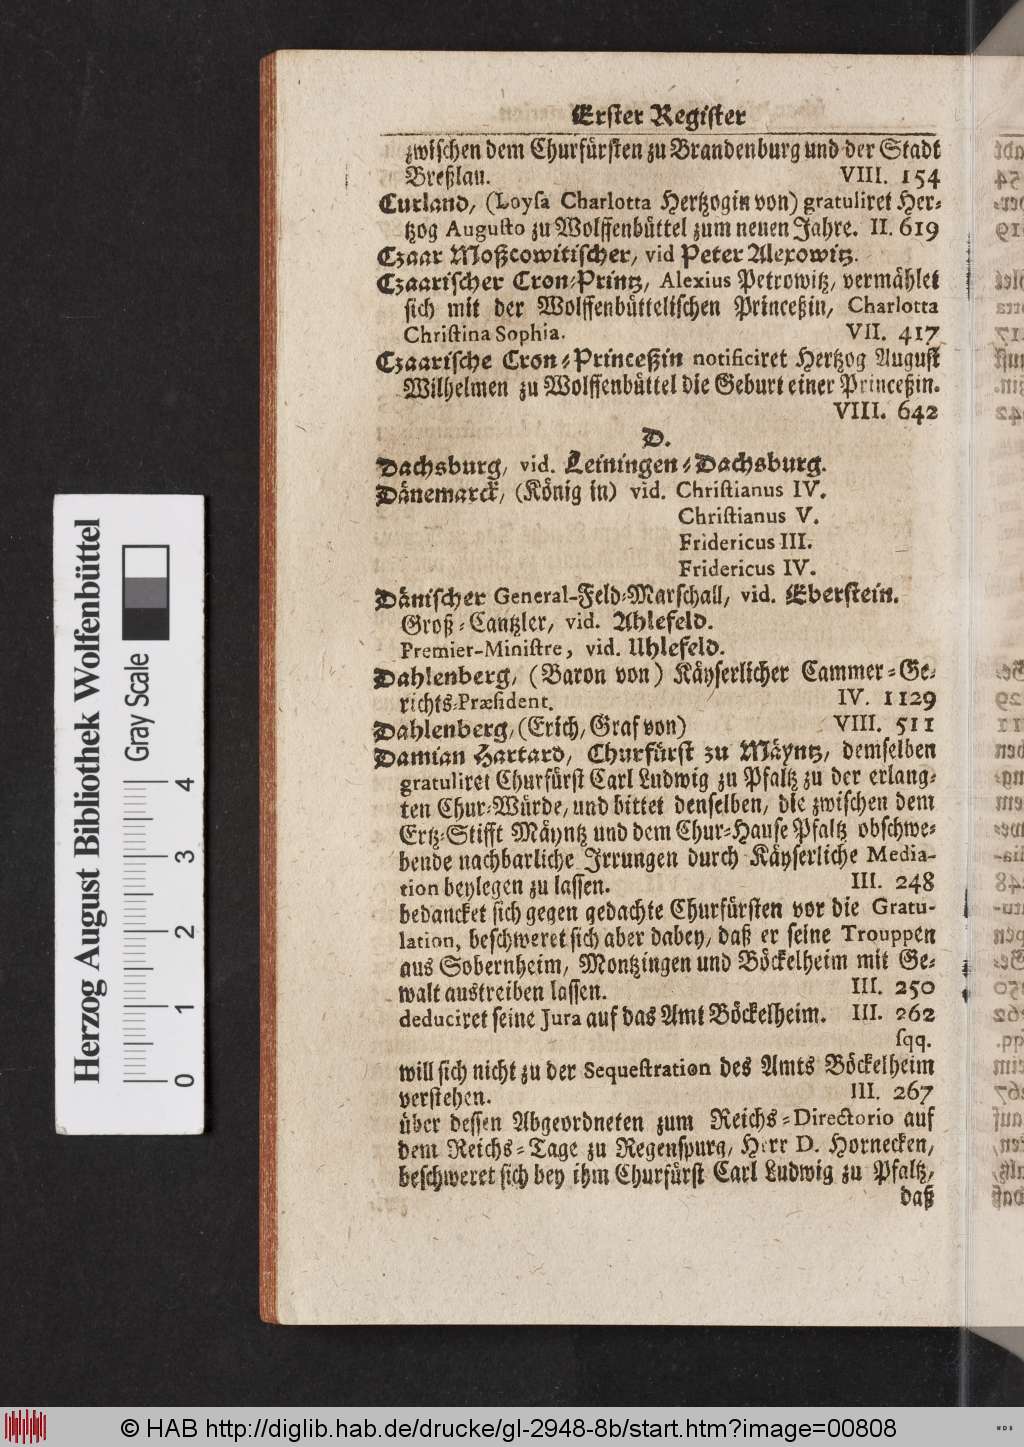 Erster Register
zwischen dem Churfürsten zu Brandenburg und der Stadt
Breßlau. VIII. 154
Curland, (Loysa Charlotta Hertzogin von) gratuliret Her-
tzog Augusto zu Wolffenbüttel zum neuen Jahre. II. 619
Czaar Moßcowitischer, vid Peter Alexowitz.
Czaarischer Cron-Printz, Alexius Petrowitz, vermählet
sich mit der Wolffenbüttelischen Princeßin, Charlotta
Christina Sophia. VII. 417
Czaarische Cron-Princeßin notificiret Hertzog August
Wilhelmen zu Wolffenbüttel die Geburt einer Princeßin.
VIII. 642
D.
Dachsburg, vid. Leiningen-Dachsburg.
Dänemarck, (König in) vid. Christianus IV.
Christianus V.
Fridericus III.
Fridericus IV.
Dänischer General-Feld-Marschall, vid. Eberstein.
Groß-Cantzler, vid. Ahlefeld.
Premier-Ministre, vid. Uhlefeld.
Dahlenberg, (Baron von) Käyserlicher Cammer-Ge-
richts-Præsident. IV. 1129
Dahlenberg, (Erich, Graf von) VIII. 511
Damian Hartard, Churfürst zu Mäyntz, demselben
gratuliret Churfürst Carl Ludwig zu Pfaltz zu der erlang-
ten Chur-Würde, und bittet denselben, die zwischen dem
Ertz-Stifft Mäyntz und dem Chur-Hause Pfaltz obschwe-
bende nachbarliche Irrungen durch Käyserliche Media-
tion beylegen zu lassen. III. 248
bedancket sich gegen gedachte Churfürsten vor die Gratu-
lation, beschweret sich aber dabey, daß er seine Trouppen
aus Sobernheim, Montzingen und Böckelheim mit Ge-
walt austreiben lassen. III. 250
deduciret seine Jura auf das Amt Böckelheim. III. 262
sqq.
will sich nicht zu der Sequestration des Amts Böckelheim
verstehen. III. 267
über dessen Abgeordneten zum Reichs-Directorio auf
dem Reichs-Tage zu Regenspurg, Herr D. Hornecken,
beschweret sich bey ihm Churfürst Carl Ludwig zu Pfaltz,
daß
Herzog August Bibliothek Wolfenbüttel
Gray Scale
0 1 2 3 4
© HAB http://diglib.hab.de/drucke/gl-2948-8b/start.htm?image=00808